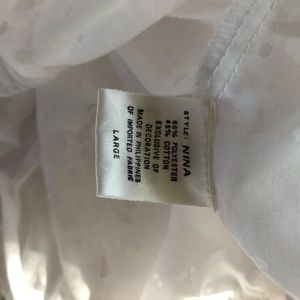 STYLE: NINA
55% POLYESTER
45% COTTON
EXCLUSIVE OF
DECORATION
MADE IN PHILIPPINES
OF IMPORTED FABRIC
LARGE